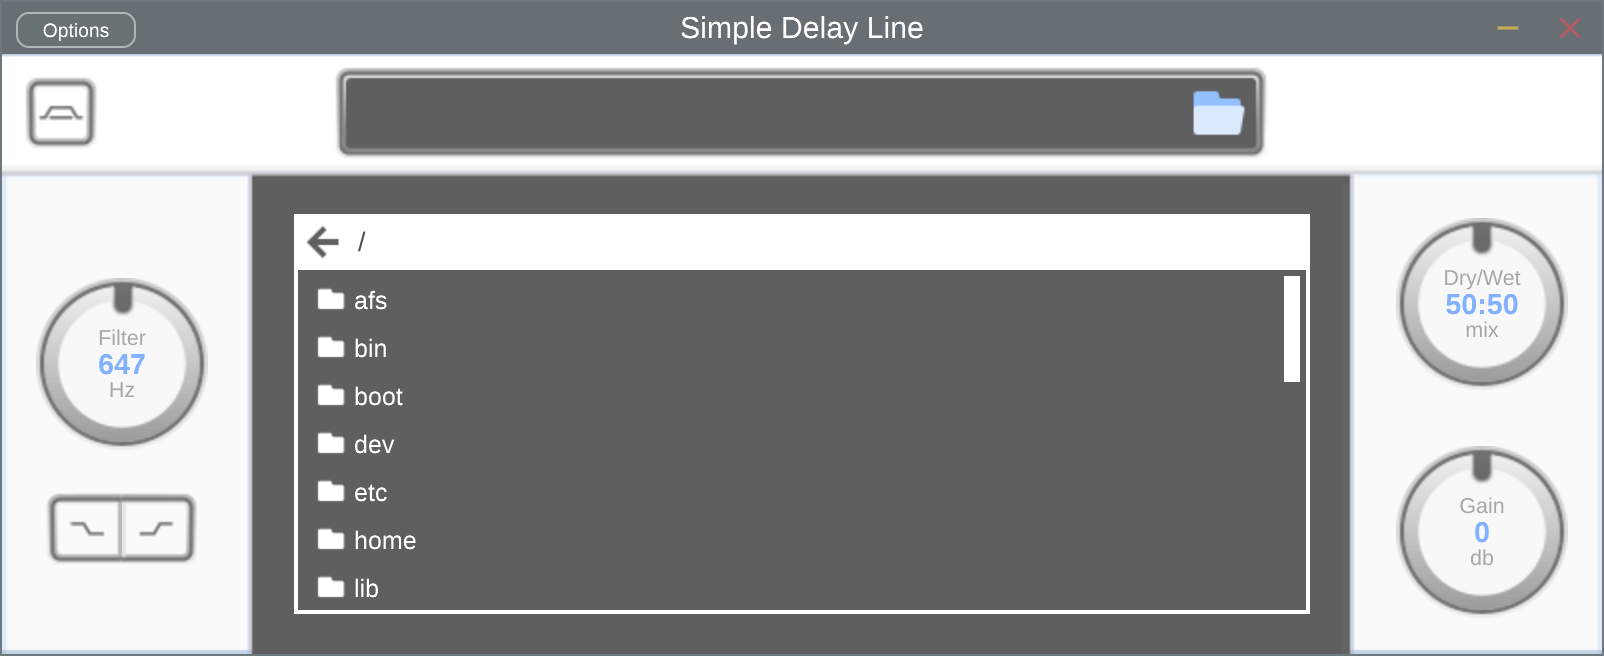 Options
Simple Delay Line
/
afs
bin
boot
dev
etc
home
lib
Filter
647
Hz
Dry/Wet
50:50
mix
Gain
0
db